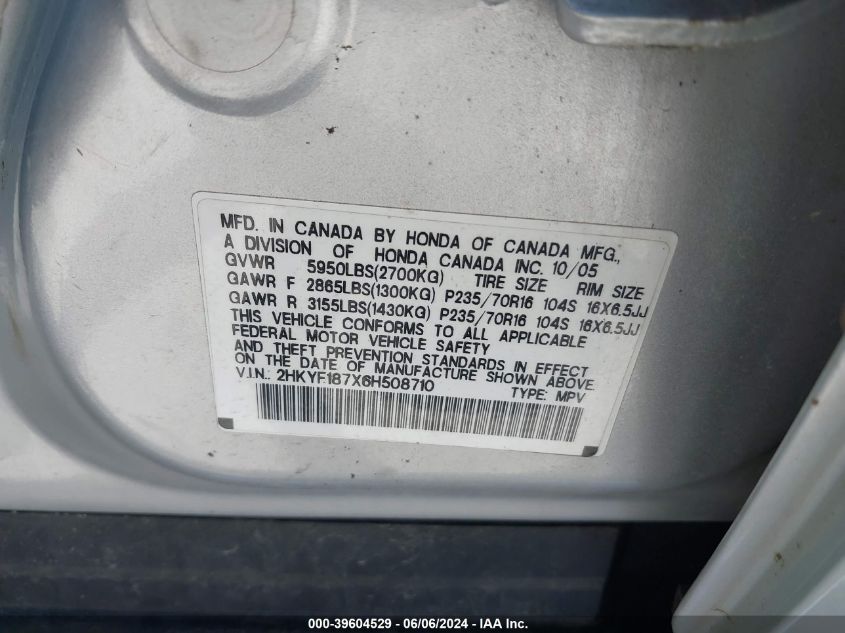 MFD. IN CANADA BY HONDA OF CANADA MFG.,
A DIVISION OF HONDA CANADA INC. 10/05
GVWR 5950LBS(2700KG) TIRE SIZE RIM SIZE
GAWR F 2865LBS(1300KG) P235/70R16 104S 16X6.5JJ
GAWR R 3155LBS(1430KG) P235/70R16 104S 16X6.5JJ
THIS VEHICLE CONFORMS TO ALL APPLICABLE
FEDERAL MOTOR VEHICLE SAFETY
AND THEFT PREVENTION STANDARDS IN EFFECT
ON THE DATE OF MANUFACTURE SHOWN ABOVE.
V.I.N.: 2HKYF187X6H508710 TYPE: MPV
000-39604529 - 06/06/2024 - IAA Inc.